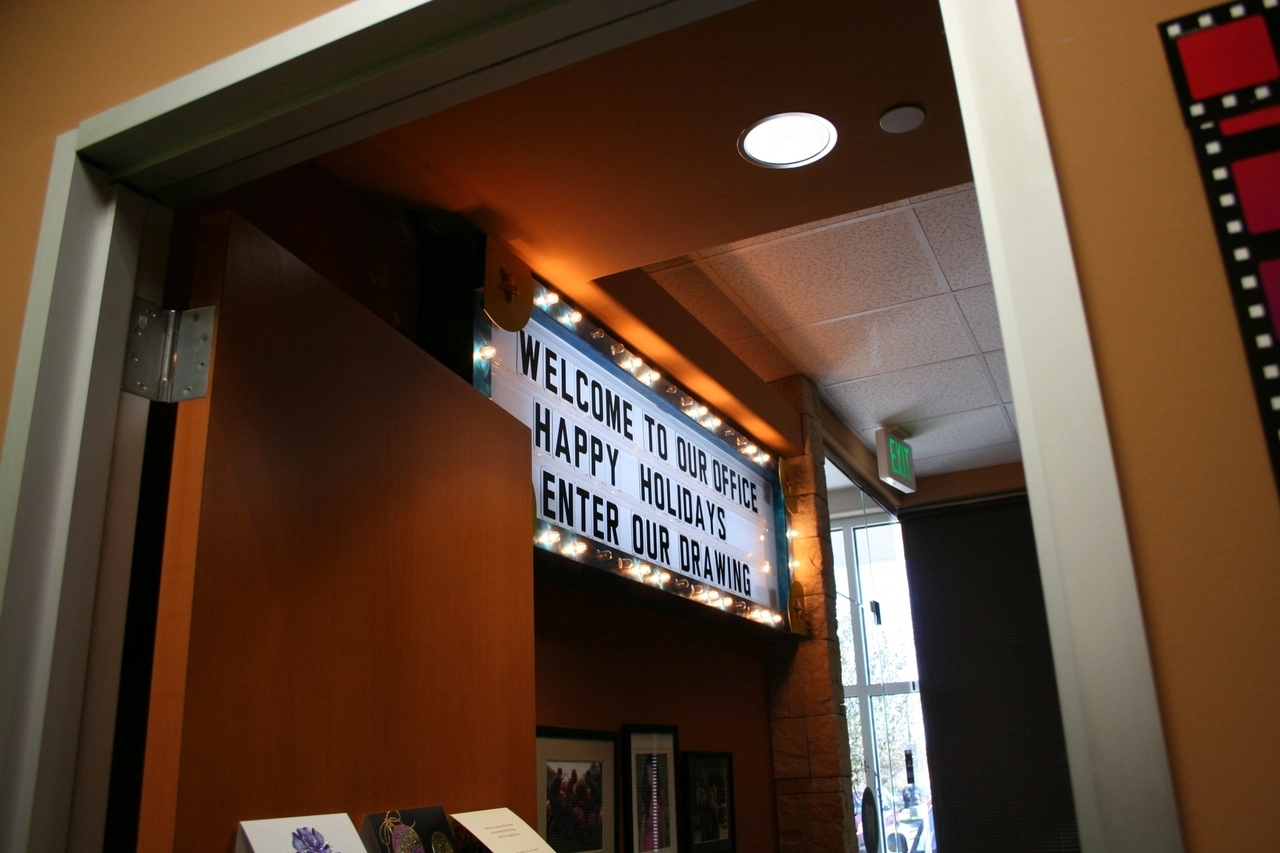 WELCOME TO OUR OFFICE
HAPPY HOLIDAYS
ENTER OUR DRAWING
EXIT